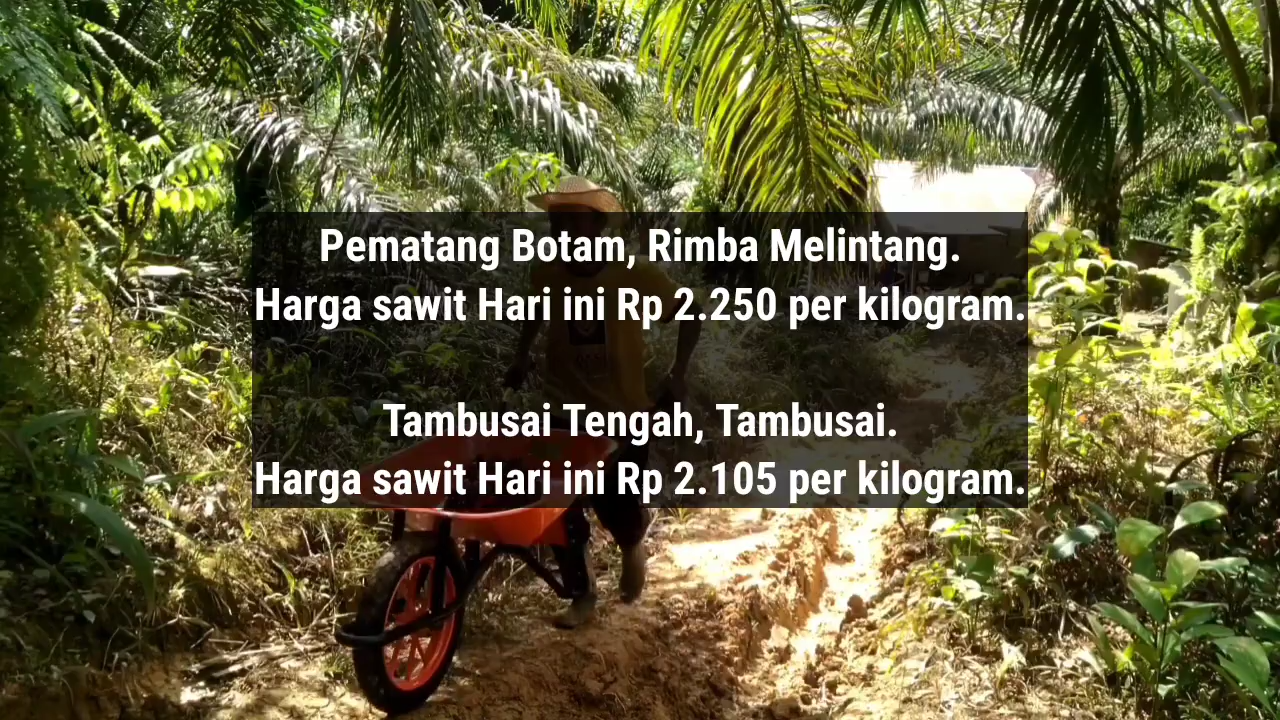 Pematang Botam, Rimba Melintang.
Harga sawit Hari ini Rp 2.250 per kilogram.
Tambusai Tengah, Tambusai.
Harga sawit Hari ini Rp 2.105 per kilogram.